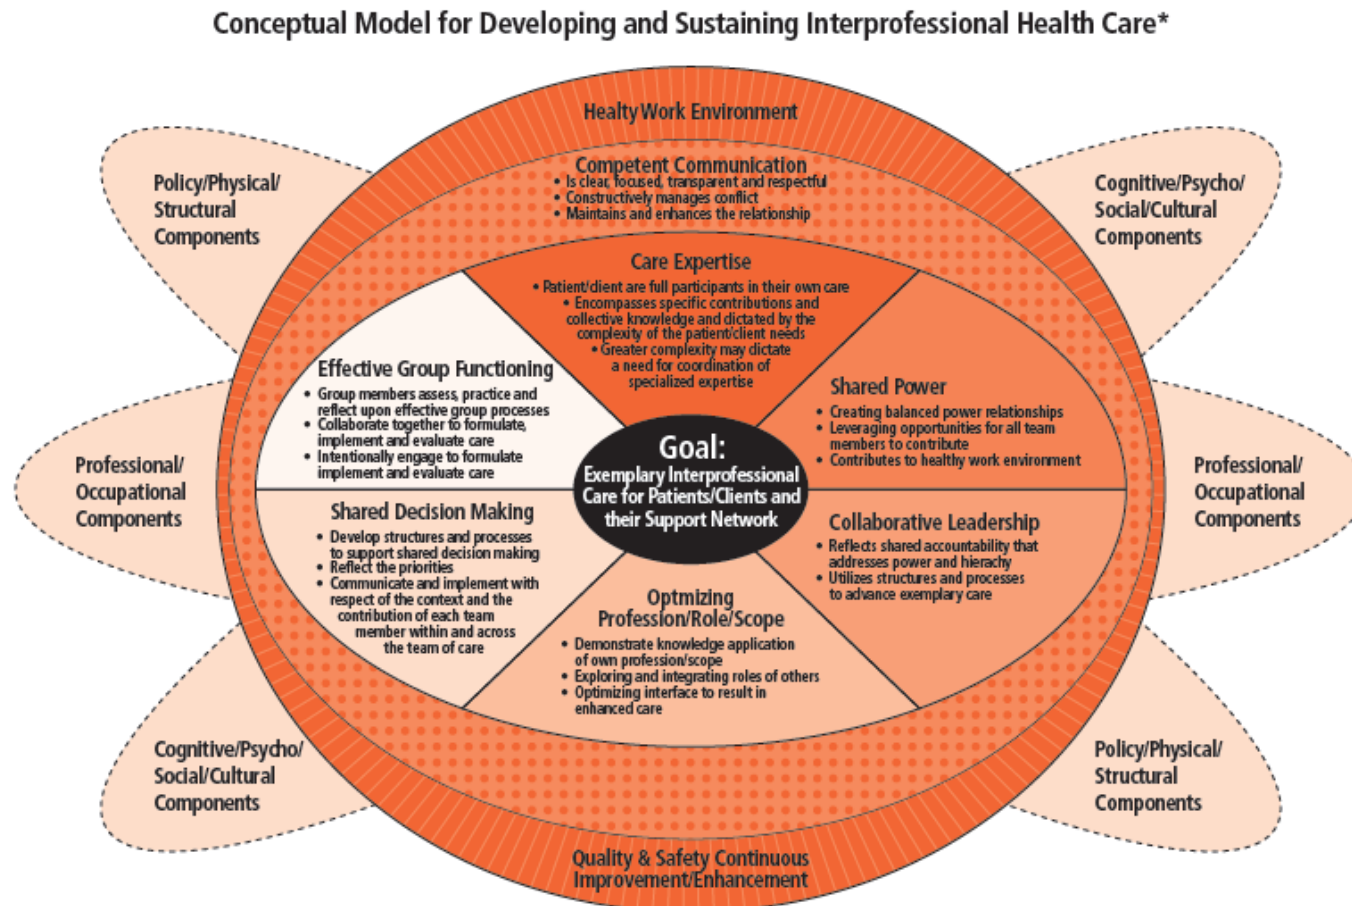 Conceptual Model for Developing and Sustaining Interprofessional Health Care*
Healty Work Environment
Competent Communication
• Is clear, focused, transparent and respectful
• Constructively manages conflict
• Maintains and enhances the relationship
Policy/Physical/
Structural
Components
Cognitive/Psycho/
Social/Cultural
Components
Care Expertise
• Patient/client are full participants in their own care
• Encompasses specific contributions and
collective knowledge and dictated by the
complexity of the patient/client needs
• Greater complexity may dictate
a need for coordination of
specialized expertise
Effective Group Functioning
• Group members assess, practice and
reflect upon effective group processes
• Collaborate together to formulate,
implement and evaluate care
• Intentionally engage to formulate
implement and evaluate care
Shared Power
• Creating balanced power relationships
• Leveraging opportunities for all team
members to contribute
• Contributes to healthy work environment
Goal:
Exemplary Interprofessional
Care for Patients/Clients and
their Support Network
Professional/
Occupational
Components
Professional/
Occupational
Components
Shared Decision Making
• Develop structures and processes
to support shared decision making
• Reflect the priorities
• Communicate and implement with
respect of the context and the
contribution of each team
member within and across
the team of care
Collaborative Leadership
• Reflects shared accountability that
addresses power and hierachy
• Utilizes structures and processes
to advance exemplary care
Optmizing
Profession/Role/Scope
• Demonstrate knowledge application
of own profession/scope
• Exploring and integrating roles of others
• Optimizing interface to result in
enhanced care
Cognitive/Psycho/
Social/Cultural
Components
Policy/Physical/
Structural
Components
Quality & Safety Continuous
Improvement/Enhancement